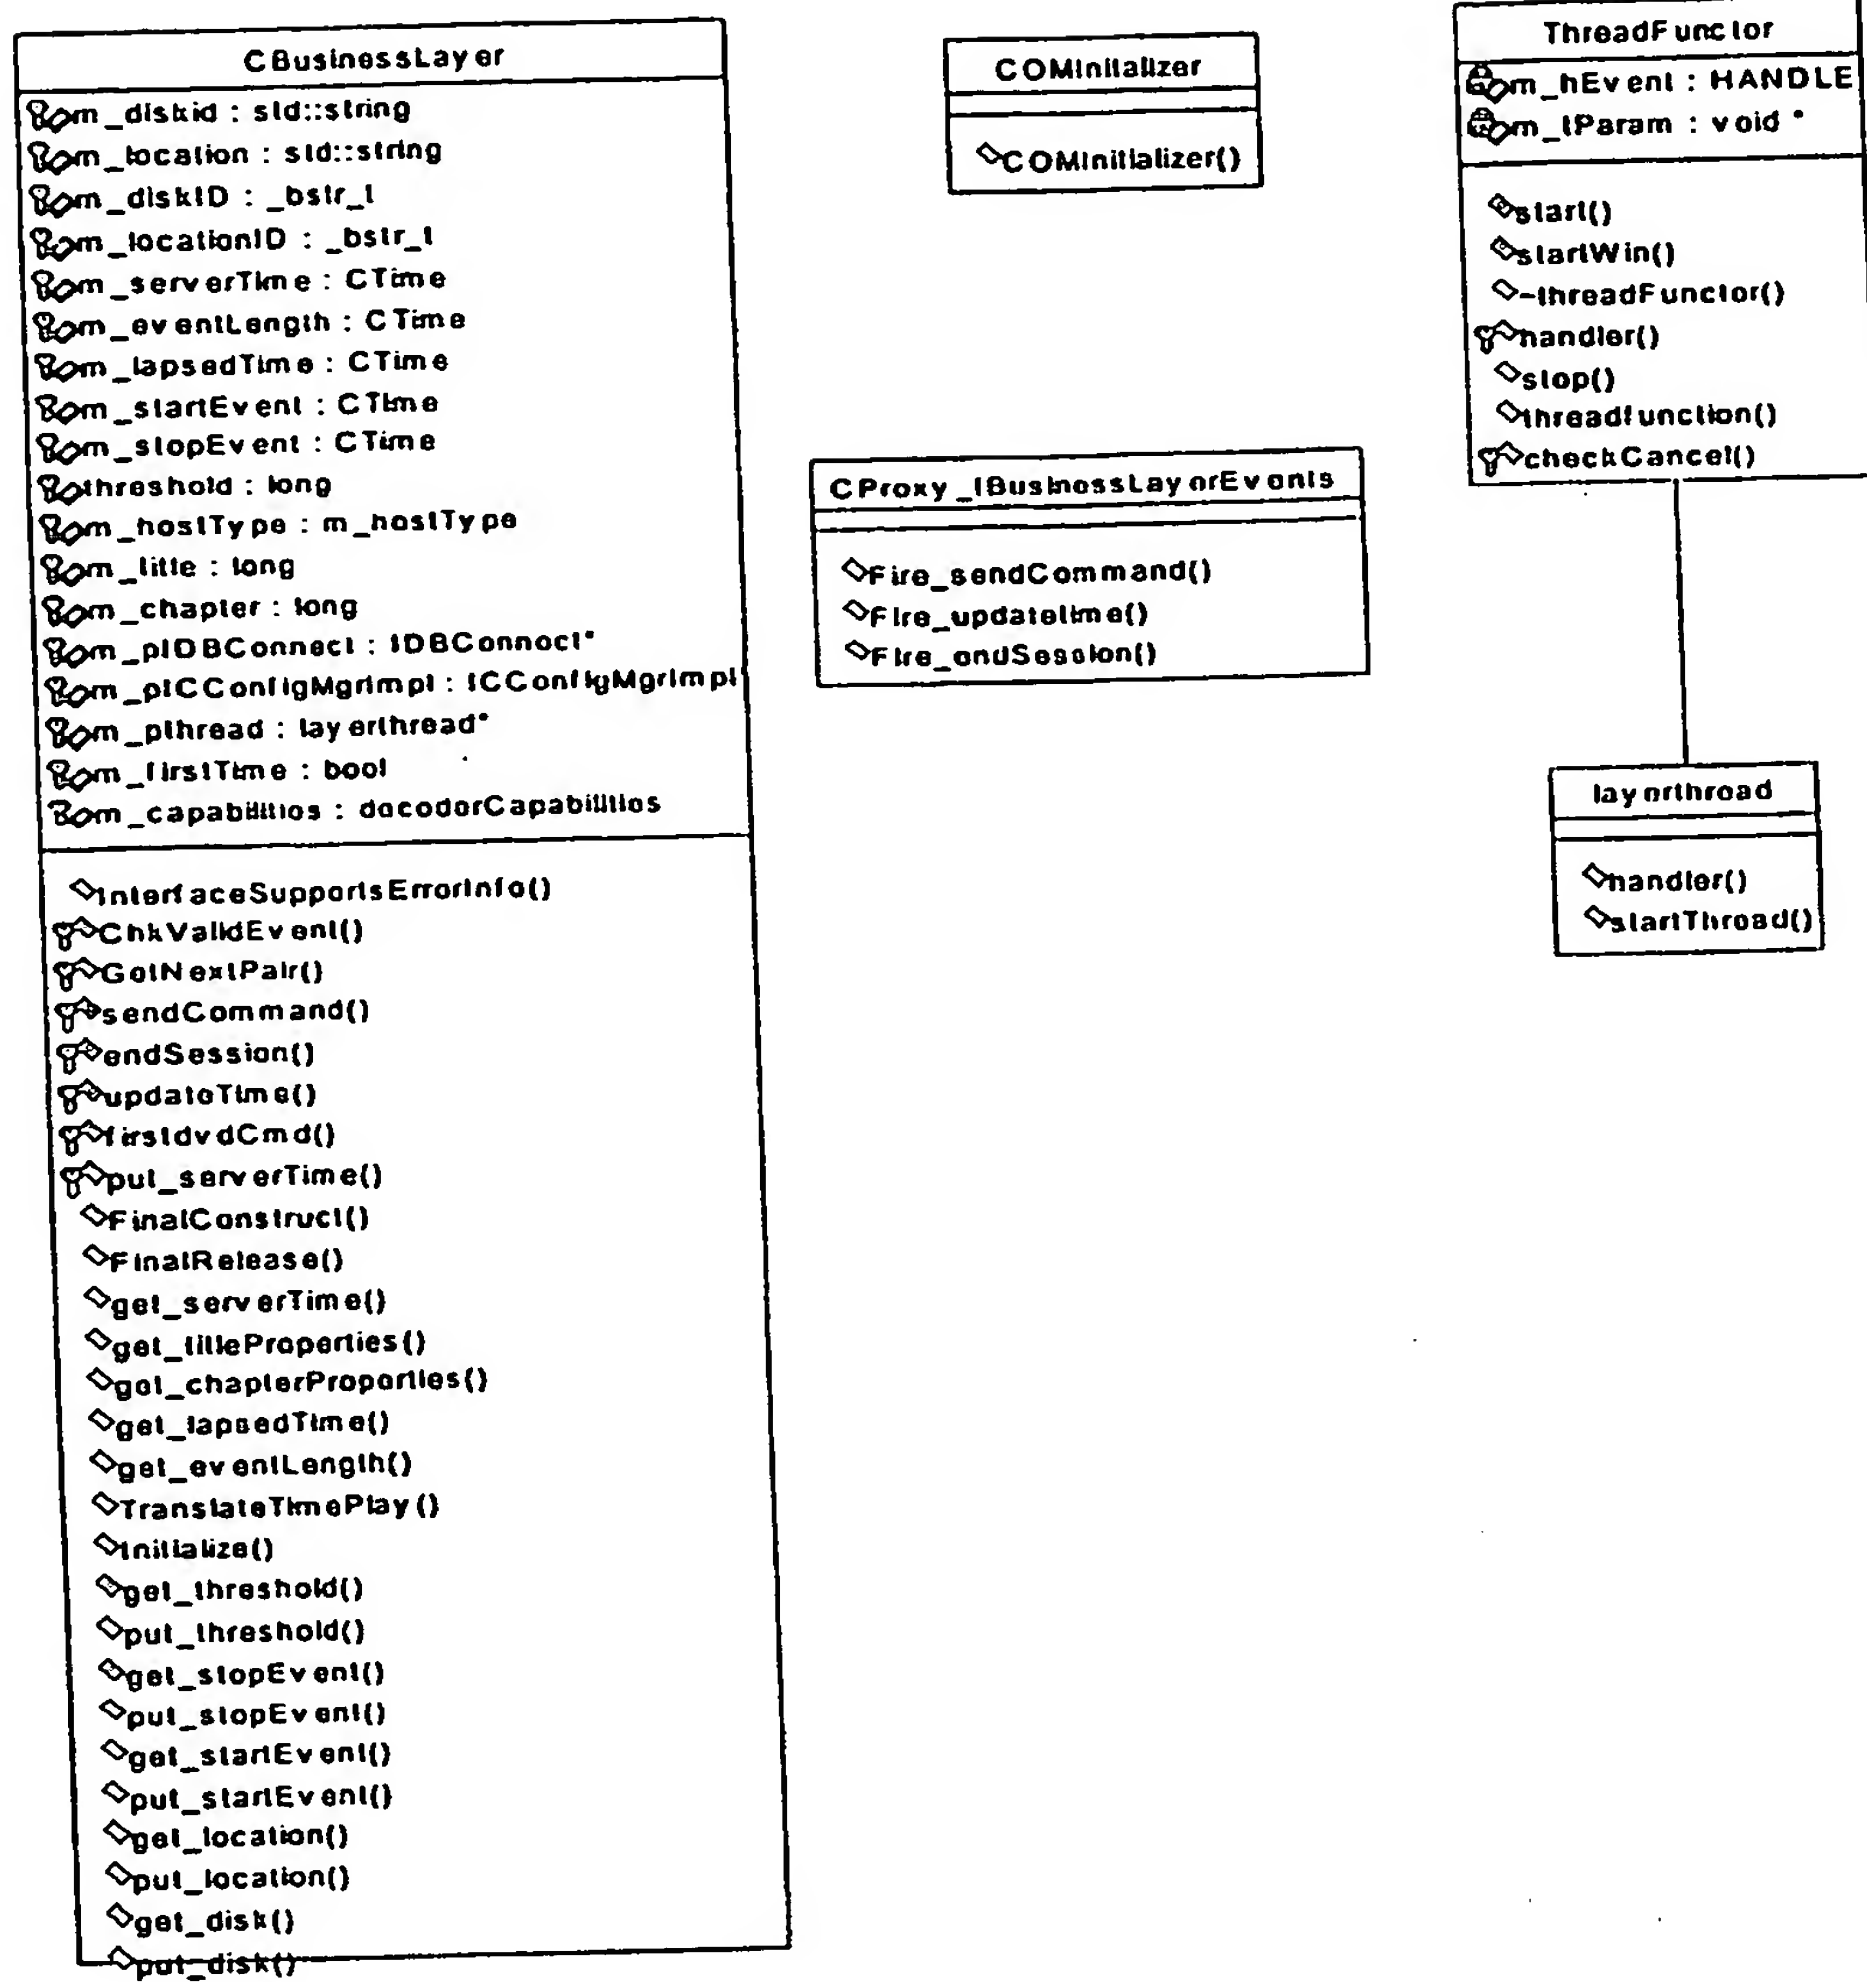 CBusinessLayer
m_diskid : std::string
m_location : std::string
m_diskID : _bstr_t
m_locationID : _bstr_t
m_serverTime : CTime
m_eventLength : CTime
m_lapsedTime : CTime
m_startEvent : CTime
m_stopEvent : CTime
threshold : long
m_hostType : m_hostType
m_title : long
m_chapter : long
m_pIDBConnect : IDBConnect*
m_pICConfigMgrImpl : ICConfigMgrImpl
m_pthread : layerthread*
m_firstTime : bool
m_capabilities : decoderCapabilities
InterfaceSupportsErrorInfo()
ChkValidEvent()
GetNextPair()
sendCommand()
endSession()
updateTime()
firstdvdCmd()
put_serverTime()
FinalConstruct()
FinalRelease()
get_serverTime()
get_titleProperties()
get_chapterProperties()
get_lapsedTime()
get_eventLength()
TranslateTimePlay()
Initialize()
get_threshold()
put_threshold()
get_stopEvent()
put_stopEvent()
get_startEvent()
put_startEvent()
get_location()
put_location()
get_disk()
put_disk()
COMInitializer
COMInitializer()
CProxy_IBusinessLayerEvents
Fire_sendCommand()
Fire_updatetime()
Fire_endSession()
ThreadFunctor
m_hEvent : HANDLE
m_lParam : void *
start()
startWin()
~threadFunctor()
handler()
stop()
threadfunction()
checkCancel()
layerthread
handler()
startThread()